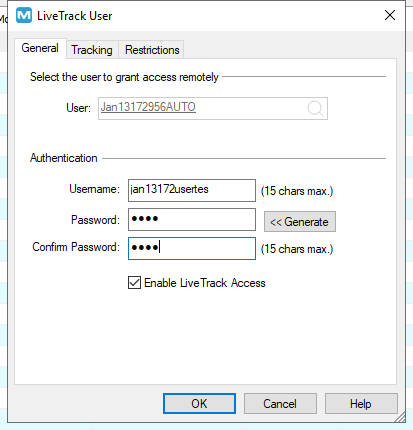 LiveTrack User
General Tracking Restrictions
Select the user to grant access remotely
User: Jan13172956AUTO
Authentication
Username: jan13172usertes (15 chars max.)
Password: ●●●● << Generate
Confirm Password: ●●●● (15 chars max.)
Enable LiveTrack Access
OK Cancel Help